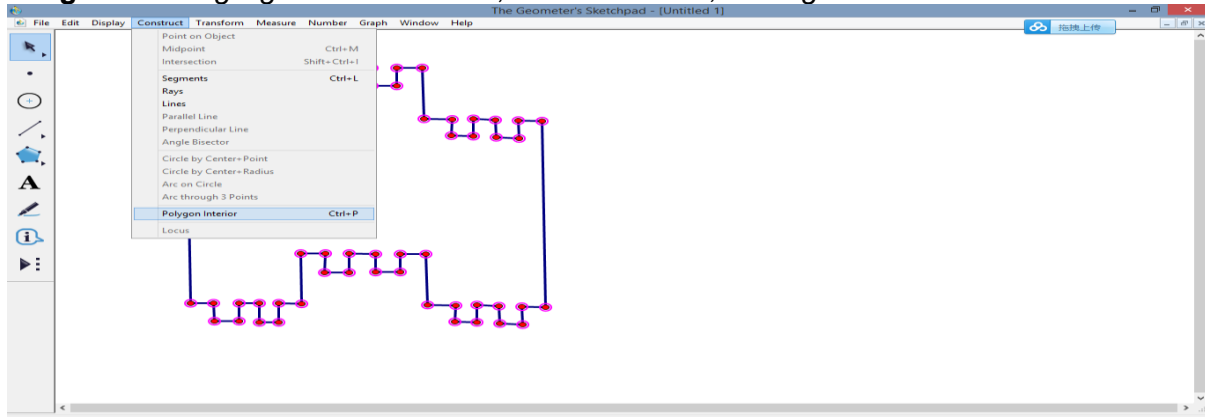 The Geometer's Sketchpad - [Untitled 1]
File Edit Display Construct Transform Measure Number Graph Window Help
拖拽上传
Point on Object
Midpoint Ctrl+M
Intersection Shift+Ctrl+I
Segments Ctrl+L
Rays
Lines
Parallel Line
Perpendicular Line
Angle Bisector
Circle by Center+Point
Circle by Center+Radius
Arc on Circle
Arc through 3 Points
Polygon Interior Ctrl+P
Locus
A